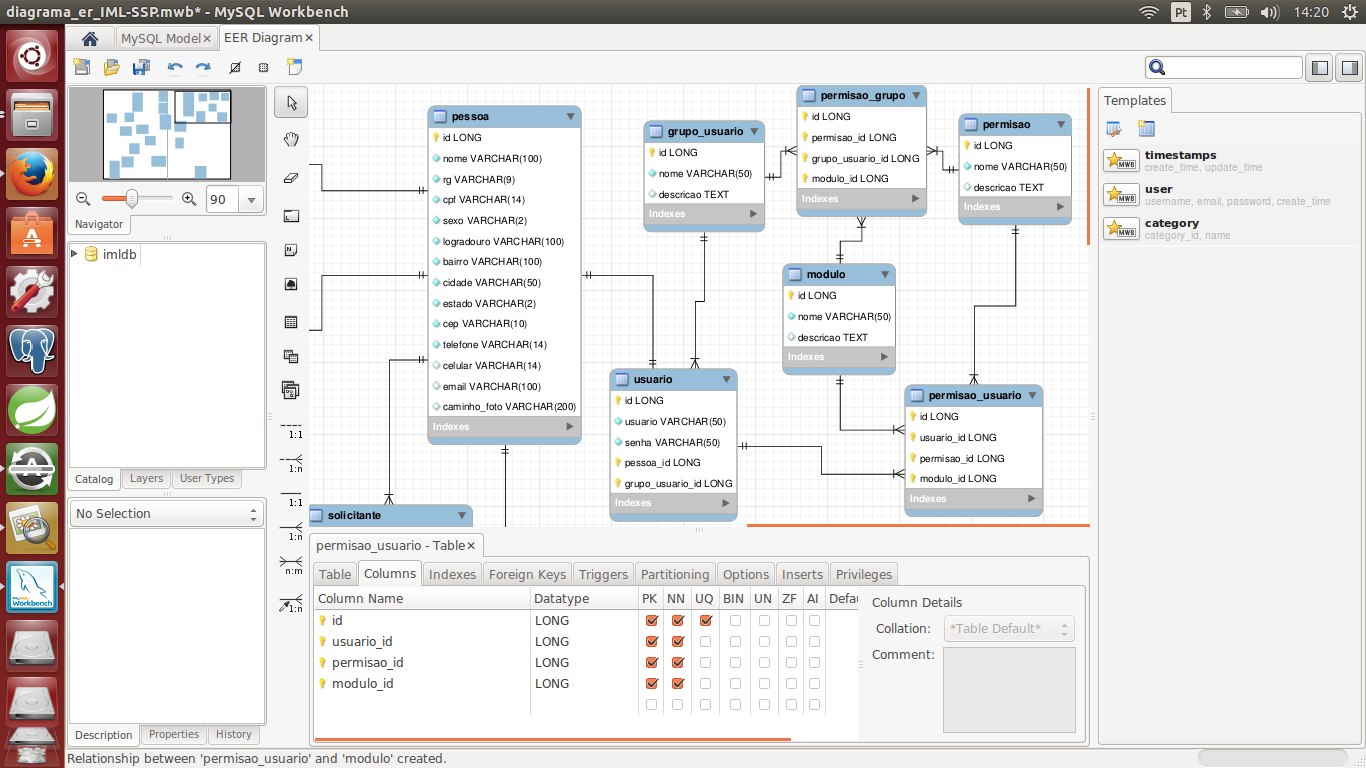 diagrama_er_IML-SSP.mwb* - MySQL Workbench
Pt
14:20
MySQL Model
EER Diagram
90
Navigator
imldb
Catalog
Layers
User Types
No Selection
Description
Properties
History
1:1
1:n
1:1
1:n
n:m
1:n
pessoa
id LONG
nome VARCHAR(100)
rg VARCHAR(9)
cpf VARCHAR(14)
sexo VARCHAR(2)
logradouro VARCHAR(100)
bairro VARCHAR(100)
cidade VARCHAR(50)
estado VARCHAR(2)
cep VARCHAR(10)
telefone VARCHAR(14)
celular VARCHAR(14)
email VARCHAR(100)
caminho_foto VARCHAR(200)
Indexes
solicitante
grupo_usuario
id LONG
nome VARCHAR(50)
descricao TEXT
Indexes
permisao_grupo
id LONG
permisao_id LONG
grupo_usuario_id LONG
modulo_id LONG
Indexes
permisao
id LONG
nome VARCHAR(50)
descricao TEXT
Indexes
modulo
id LONG
nome VARCHAR(50)
descricao TEXT
Indexes
usuario
id LONG
usuario VARCHAR(50)
senha VARCHAR(50)
pessoa_id LONG
grupo_usuario_id LONG
Indexes
permisao_usuario
id LONG
usuario_id LONG
permisao_id LONG
modulo_id LONG
Indexes
Templates
MWB
timestamps
create_time, update_time
MWB
user
username, email, password, create_time
MWB
category
category_id, name
permisao_usuario - Table
Table
Columns
Indexes
Foreign Keys
Triggers
Partitioning
Options
Inserts
Privileges
Column Name Datatype PK NN UQ BIN UN ZF AI Defau
id LONG
usuario_id LONG
permisao_id LONG
modulo_id LONG
Column Details
Collation: *Table Default*
Comment:
MySQL
Workbench
Relationship between 'permisao_usuario' and 'modulo' created.